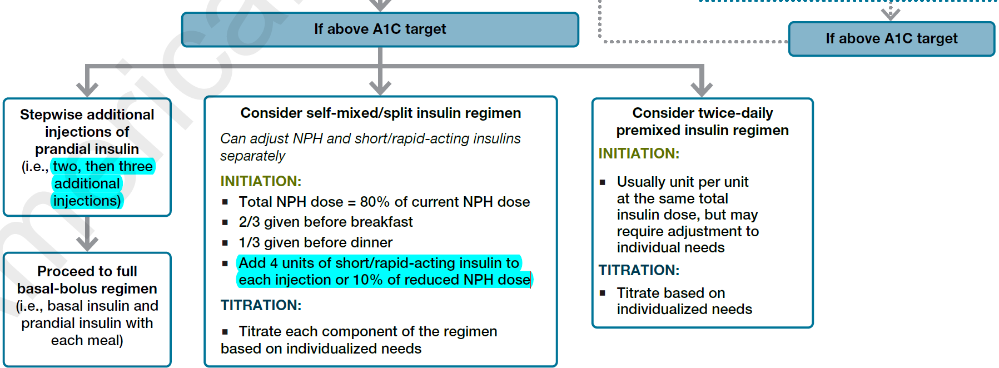 If above A1C target
If above A1C target
Stepwise additional
injections of
prandial insulin
(i.e., two, then three
additional
injections)
Proceed to full
basal-bolus regimen
(i.e., basal insulin and
prandial insulin with
each meal)
Consider self-mixed/split insulin regimen
Can adjust NPH and short/rapid-acting insulins
separately
INITIATION:
▪ Total NPH dose = 80% of current NPH dose
▪ 2/3 given before breakfast
▪ 1/3 given before dinner
▪ Add 4 units of short/rapid-acting insulin to
each injection or 10% of reduced NPH dose
TITRATION:
▪ Titrate each component of the regimen
based on individualized needs
Consider twice-daily
premixed insulin regimen
INITIATION:
▪ Usually unit per unit
at the same total
insulin dose, but may
require adjustment to
individual needs
TITRATION:
▪ Titrate based on
individualized needs
merica